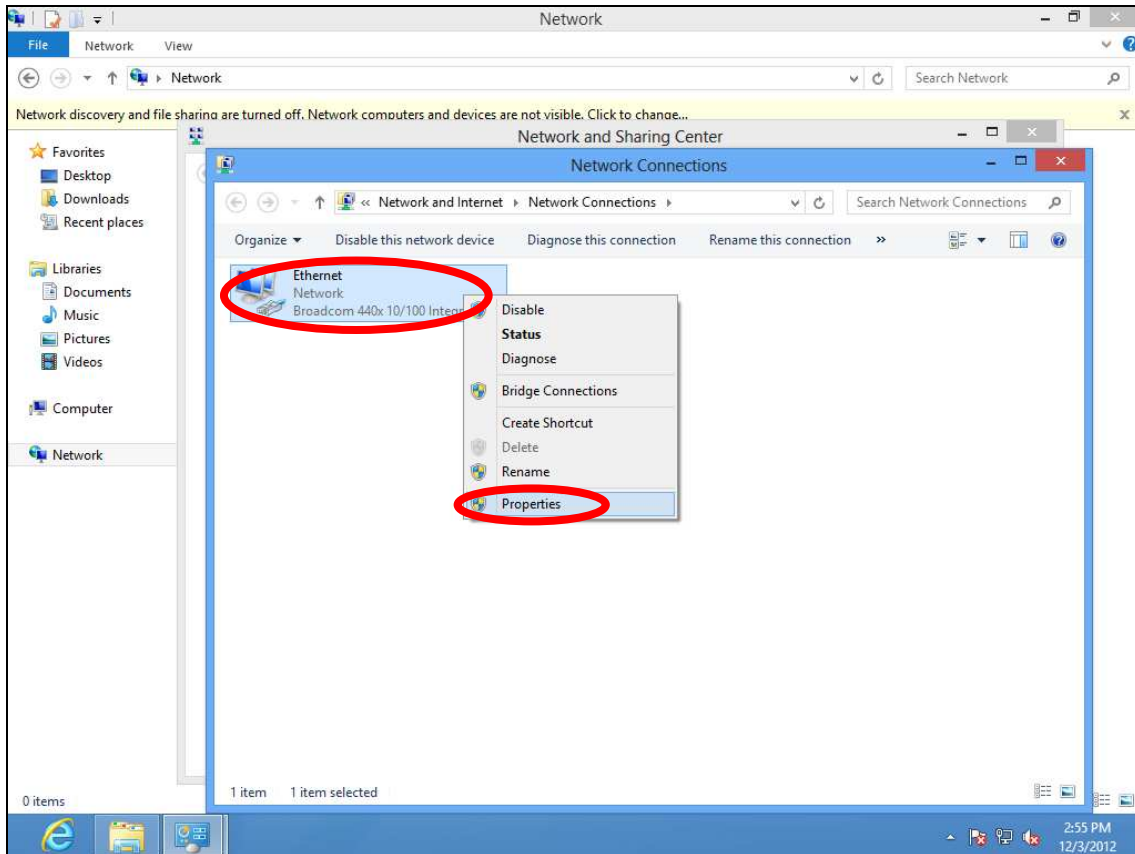 Network
File Network View
Network
Search Network
Network discovery and file sharing are turned off. Network computers and devices are not visible. Click to change...
Favorites
Desktop
Downloads
Recent places
Libraries
Documents
Music
Pictures
Videos
Computer
Network
0 items
Network and Sharing Center
Network Connections
« Network and Internet Network Connections
Search Network Connections
Organize Disable this network device Diagnose this connection Rename this connection »
Ethernet
Network
Broadcom 440x 10/100
Disable
Status
Diagnose
Bridge Connections
Create Shortcut
Delete
Rename
Properties
1 item 1 item selected
2:55 PM
12/3/2012